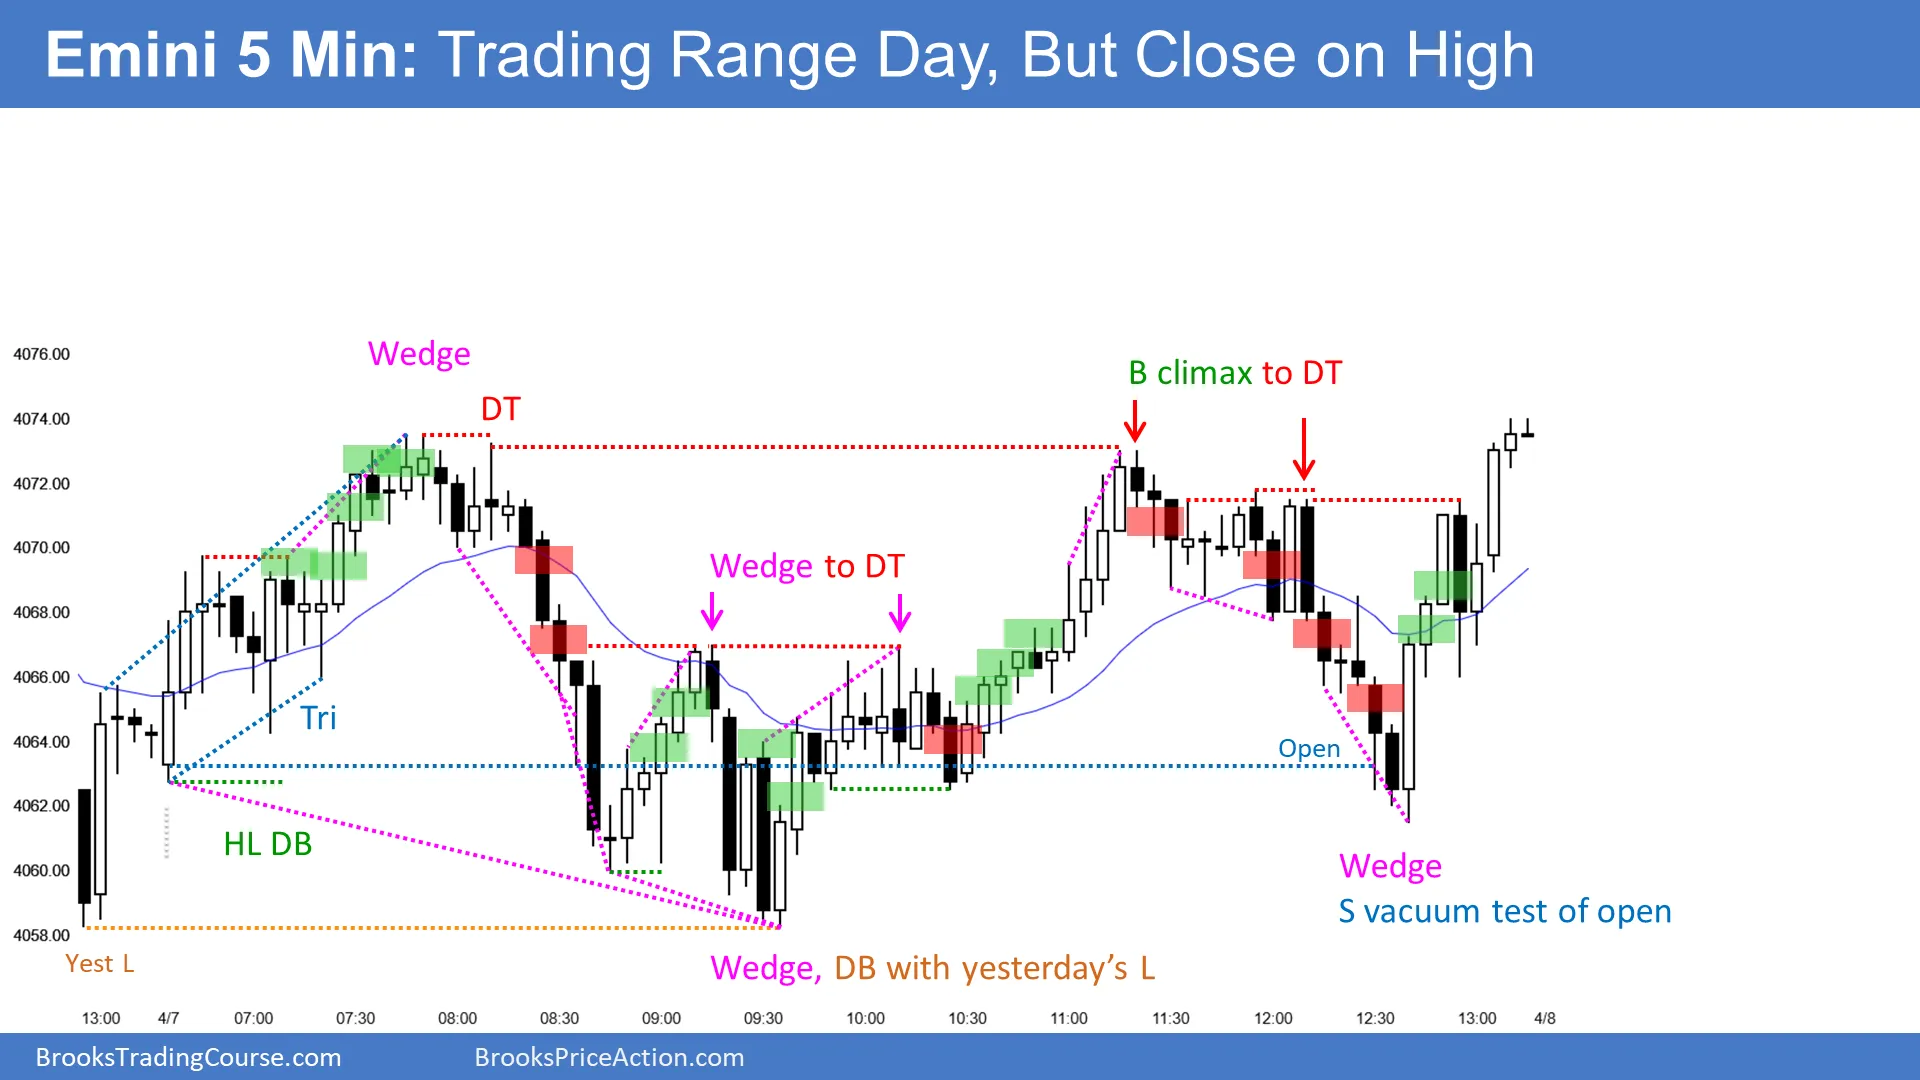 Emini 5 Min: Trading Range Day, But Close on High
4076.00
4074.00
4072.00
4070.00
4068.00
4066.00
4064.00
4062.00
4060.00
4058.00
Wedge
DT
B climax to DT
Wedge to DT
Tri
Open
HL DB
Wedge
S vacuum test of open
Yest L
Wedge, DB with yesterday's L
13:00 4/7 07:00 07:30 08:00 08:30 09:00 09:30 10:00 10:30 11:00 11:30 12:00 12:30 13:00 4/8
BrooksTradingCourse.com BrooksPriceAction.com